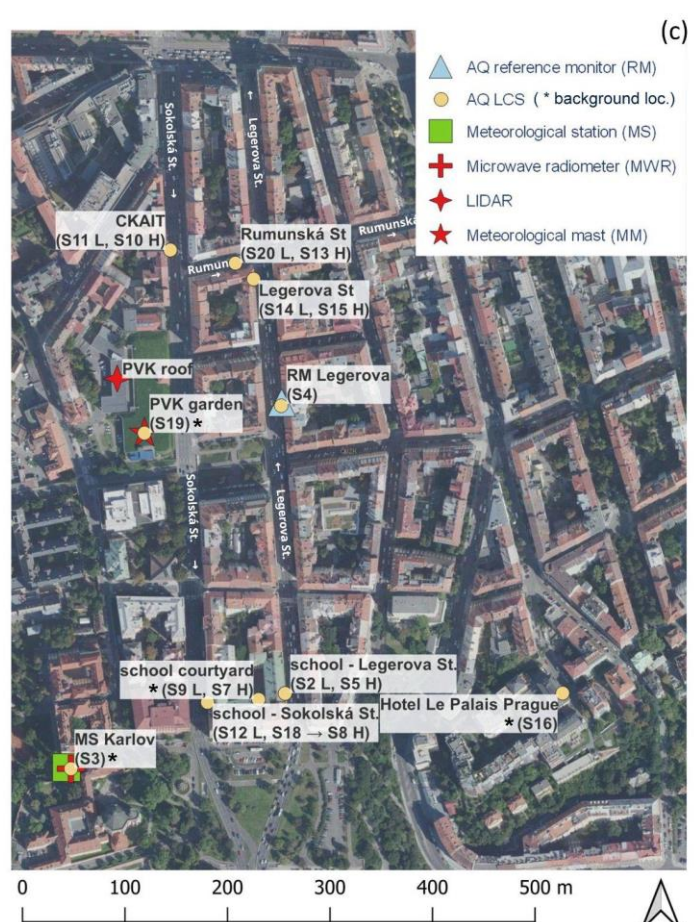 (c)
AQ reference monitor (RM)
AQ LCS ( * background loc.)
Meteorological station (MS)
Microwave radiometer (MWR)
LIDAR
Meteorological mast (MM)
Sokolská St. →
← Legerova St.
CKAIT
(S11 L, S10 H)
Rumunská St
(S20 L, S13 H)
Rumunská
→
Rumun
→
Legerova St
(S14 L, S15 H)
PVK roof
RM Legerova
(S4)
PVK garden
(S19) *
Sokolská St. →
← Legerova St.
school courtyard
* (S9 L, S7 H)
school - Legerova St.
(S2 L, S5 H)
school - Sokolská St.
(S12 L, S18 → S8 H)
Hotel Le Palais Prague
* (S16)
MS Karlov
(S3) *
0 100 200 300 400 500 m